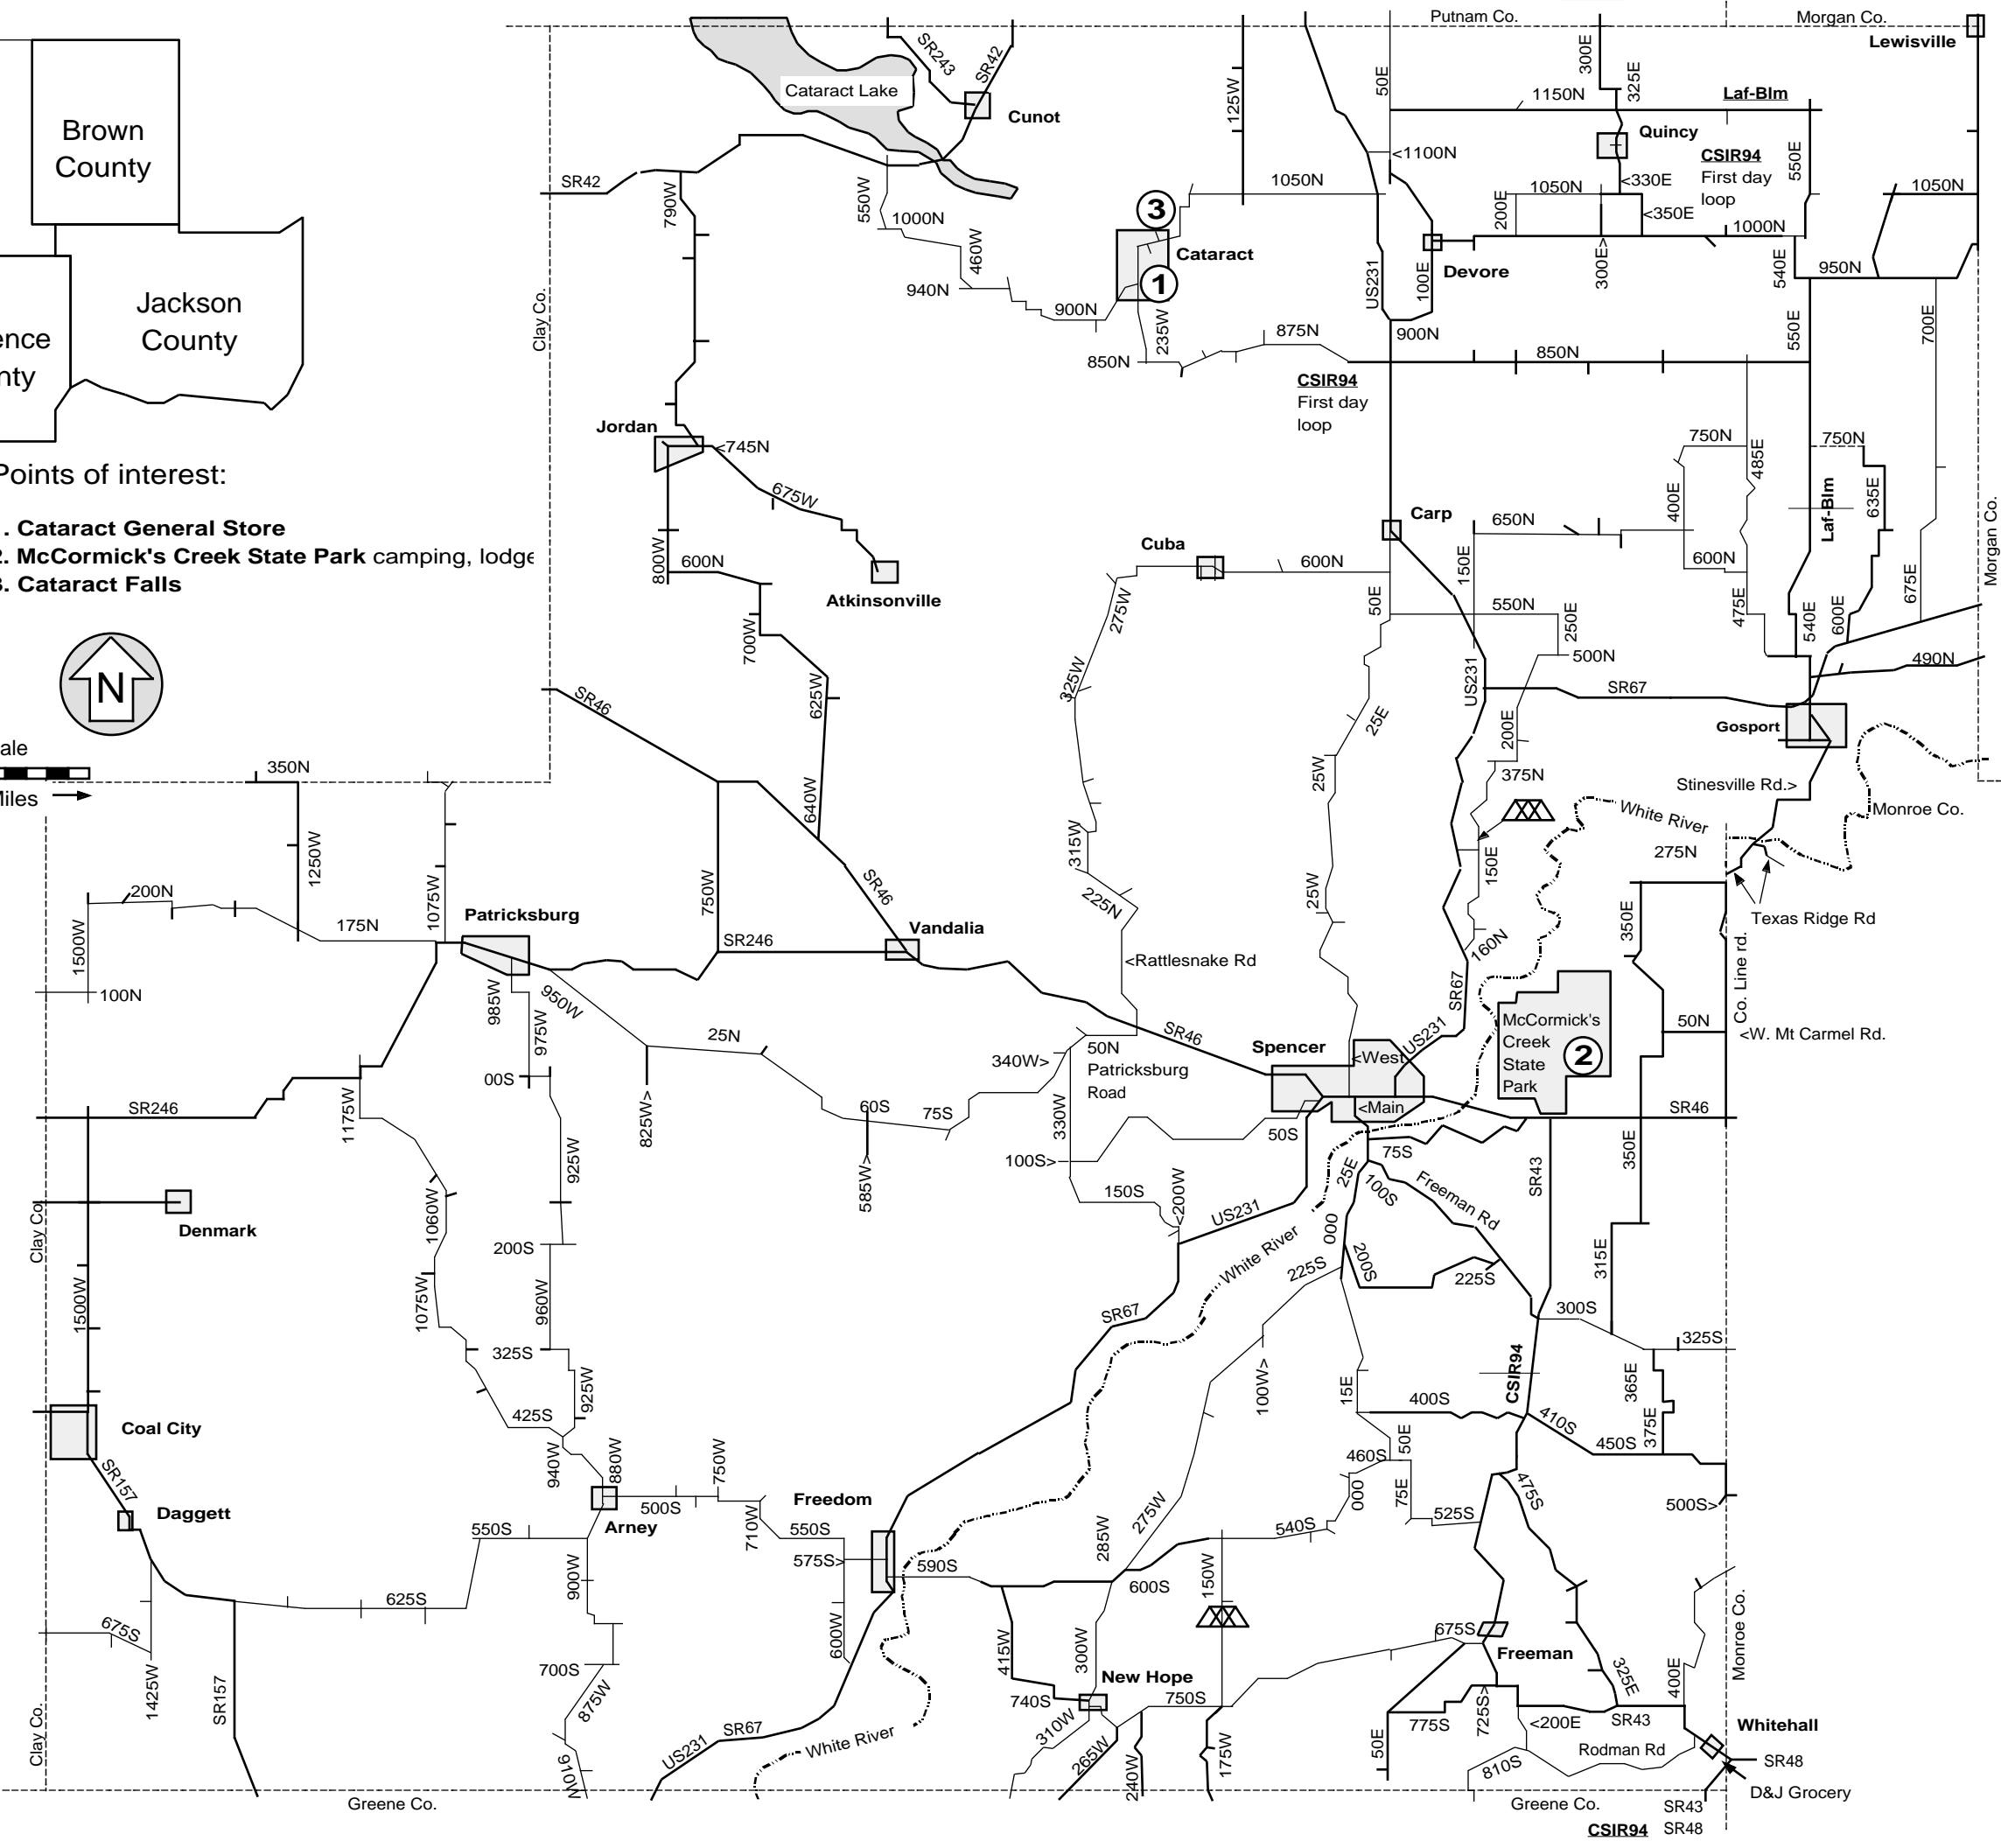 Brown
County
Jackson
County
ence
nty
Points of interest:
. Cataract General Store
2. McCormick's Creek State Park camping, lodge
3. Cataract Falls
N
ale
Miles
Putnam Co.
Morgan Co.
Lewisville
SR243
SR42
Cataract Lake
Cunot
125W
50E
300E
325E
1150N
Laf-Blm
Quincy
CSIR94
First day
loop
550E
<1100N
<330E
1050N
1050N
1050N
SR42
790W
550W
1000N
460W
940N
900N
3
Cataract
1
235W
850N
875N
US231
100E
Devore
200E
<350E
300E>
1000N
540E
950N
Clay Co.
900N
850N
550E
700E
CSIR94
First day
loop
Jordan
<745N
675W
800W
600N
Atkinsonville
700W
625W
640W
Cuba
600N
275W
325W
315W
225N
<Rattlesnake Rd
Carp
650N
150E
750N
400E
485E
600N
475E
750N
Laf-Blm
635E
675E
Morgan Co.
50E
550N
250E
500N
540E
600E
490N
US231
SR67
Gosport
25E
25W
25W
200E
375N
Stinesville Rd.>
Monroe Co.
White River
275N
150E
160N
SR67
350E
Texas Ridge Rd
Co. Line rd.
50N
<W. Mt Carmel Rd.
350N
SR46
1250W
1075W
200N
175N
1500W
100N
Patricksburg
750W
SR46
SR246
Vandalia
985W
950W
975W
25N
00S
825W>
60S
75S
585W>
340W>
50N
Patricksburg
Road
330W
SR46
Spencer
<West
US231
<Main
McCormick's
Creek
State
Park
2
SR46
50S
75S
100S>
150S
<200W
US231
25E
100S
Freeman Rd
SR43
350E
SR246
1175W
925W
Clay Co.
Denmark
1060W
200S
1075W
960W
1500W
325S
925W
425S
940W
880W
000
200S
225S
225S
White River
SR67
315E
300S
325S
100W>
15E
CSIR94
365E
375E
400S
410S
450S
Coal City
SR157
Daggett
Arney
500S
750W
710W
Freedom
550S
575S>
590S
550S
900W
625S
675S
1425W
SR157
700S
875W
910W
Clay Co.
600W
US231
SR67
White River
Greene Co.
285W
275W
600S
415W
300W
New Hope
740S
310W
265W
240W
750S
175W
150W
540S
460S
50E
000
75E
525S
475S
500S>
675S
Freeman
325E
400E
Monroe Co.
50E
775S
725S>
<200E
SR43
810S
Rodman Rd
Whitehall
SR48
D&J Grocery
Greene Co.
SR43
CSIR94
SR48